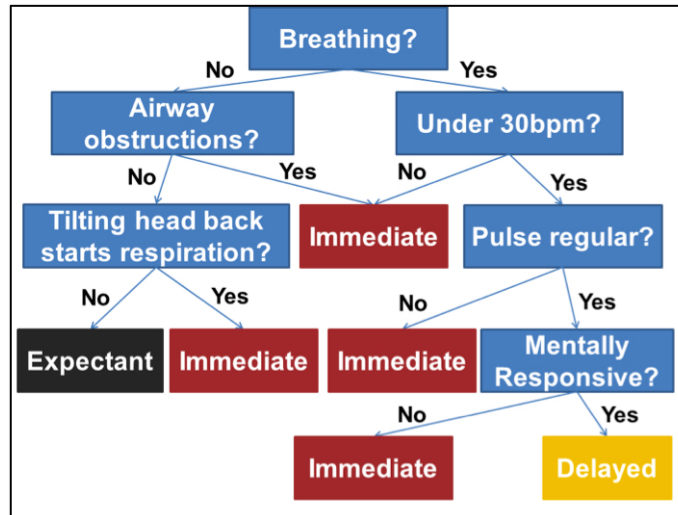 Breathing?
No
Yes
Airway
obstructions?
Under 30bpm?
No
Yes
No
Yes
Tilting head back
starts respiration?
Immediate
Pulse regular?
No
Yes
No
Yes
Expectant
Immediate
Immediate
Mentally
Responsive?
No
Yes
Immediate
Delayed